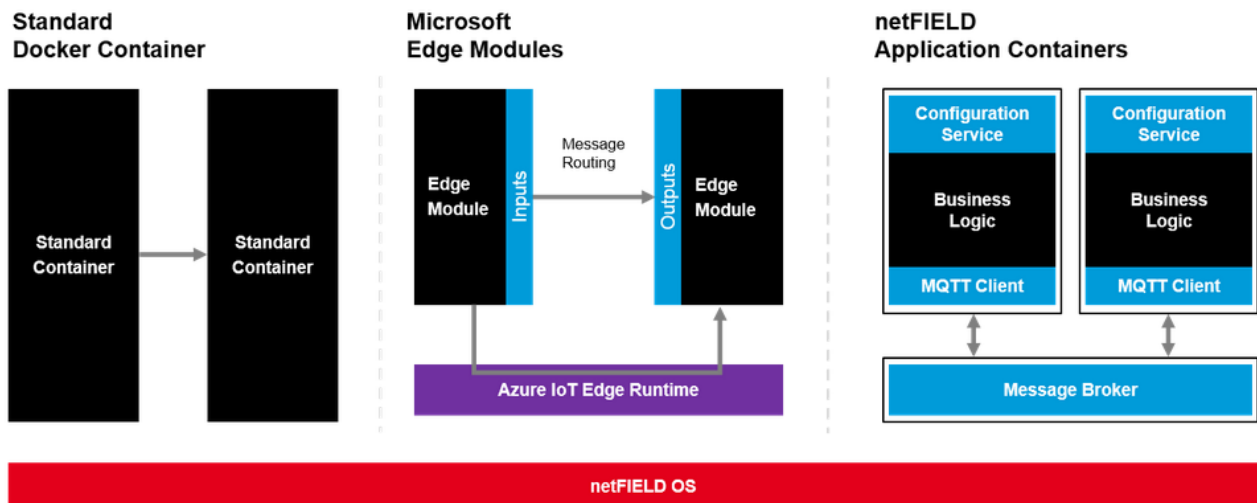 Standard
Docker Container
Standard
Container
Standard
Container
Microsoft
Edge Modules
Edge
Module
Inputs
Message
Routing
Outputs
Edge
Module
Azure IoT Edge Runtime
netFIELD
Application Containers
Configuration
Service
Business
Logic
MQTT Client
Configuration
Service
Business
Logic
MQTT Client
Message Broker
netFIELD OS